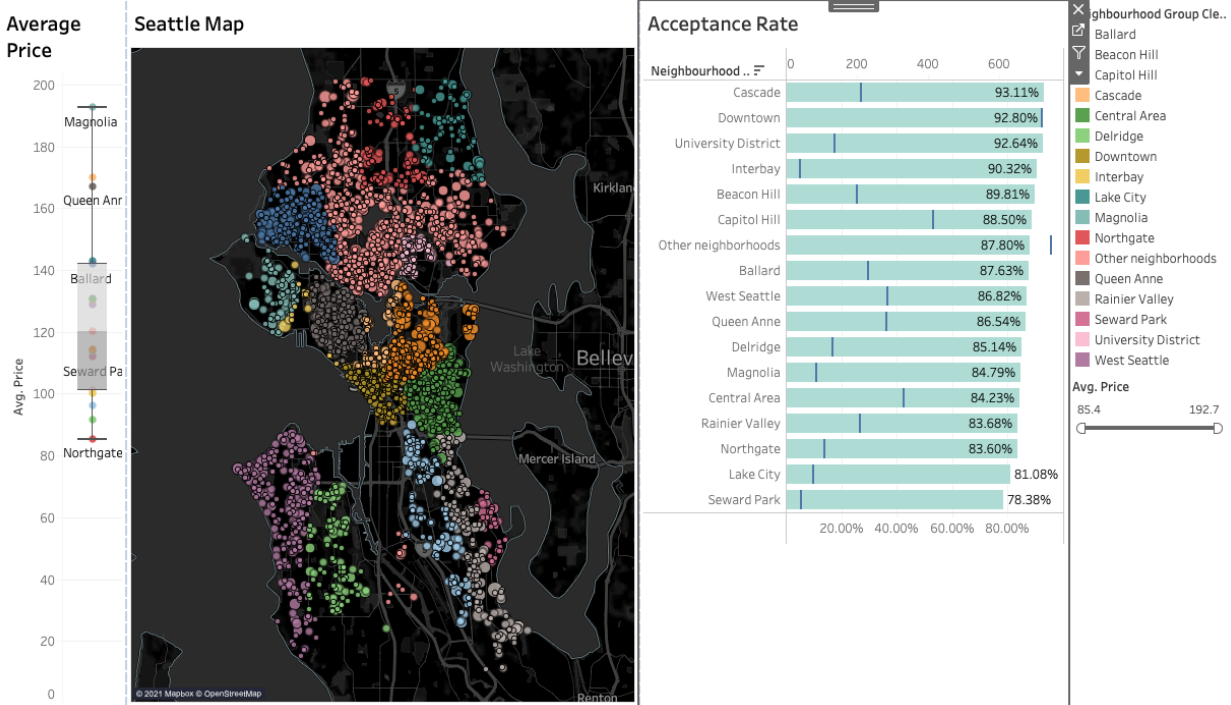 Average
Price
200
180
160
140
120
100
80
60
40
20
0
Avg. Price
Magnolia
Queen Anr
Ballard
Seward Pa
Northgate
Seattle Map
5
Kirklan
Lake
Washington
Bellev
Mercer Island
Renton
© 2021 Mapbox © OpenStreetMap
Acceptance Rate
Neighbourhood ..
0 200 400 600
Cascade 93.11%
Downtown 92.80%
University District 92.64%
Interbay 90.32%
Beacon Hill 89.81%
Capitol Hill 88.50%
Other neighborhoods 87.80%
Ballard 87.63%
West Seattle 86.82%
Queen Anne 86.54%
Delridge 85.14%
Magnolia 84.79%
Central Area 84.23%
Rainier Valley 83.68%
Northgate 83.60%
Lake City 81.08%
Seward Park 78.38%
20.00% 40.00% 60.00% 80.00%
ghbourhood Group Cle..
Ballard
Beacon Hill
Capitol Hill
Cascade
Central Area
Delridge
Downtown
Interbay
Lake City
Magnolia
Northgate
Other neighborhoods
Queen Anne
Rainier Valley
Seward Park
University District
West Seattle
Avg. Price
85.4 192.7